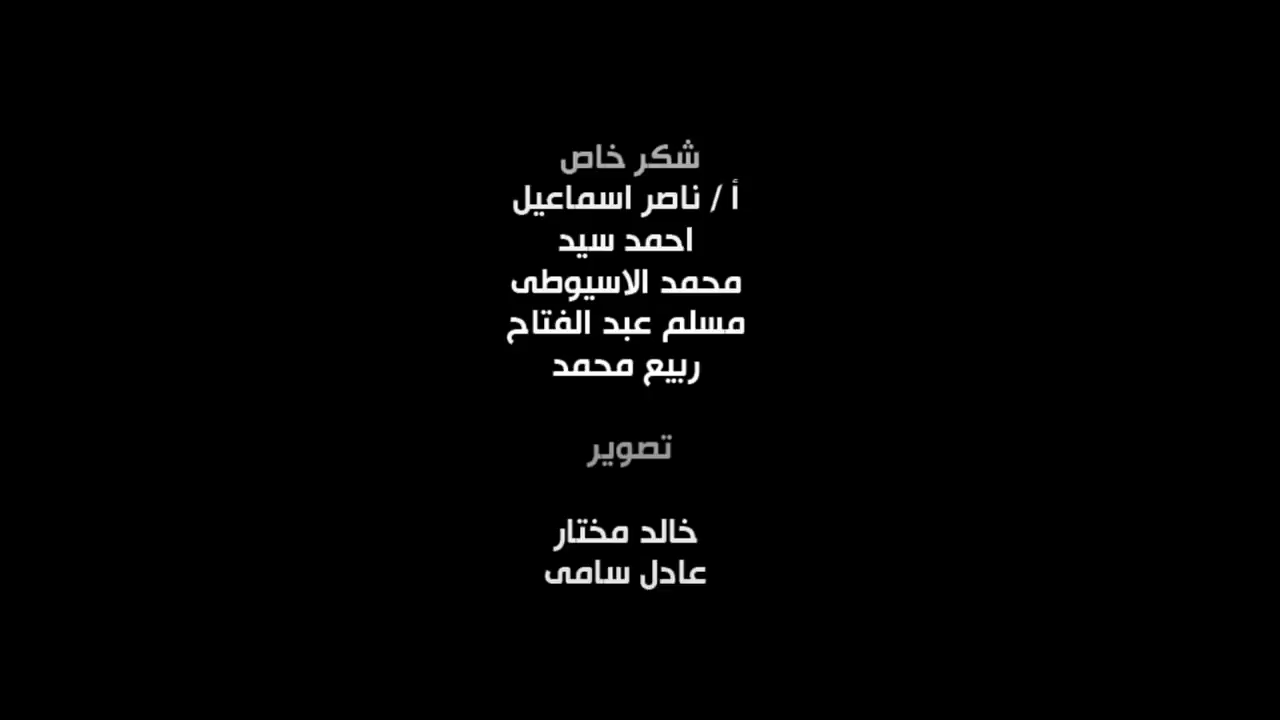 شكر خاص
أ / ناصر اسماعيل
احمد سيد
محمد الاسيوطى
مسلم عبد الفتاح
ربيع محمد
تصوير
خالد مختار
عادل سامى